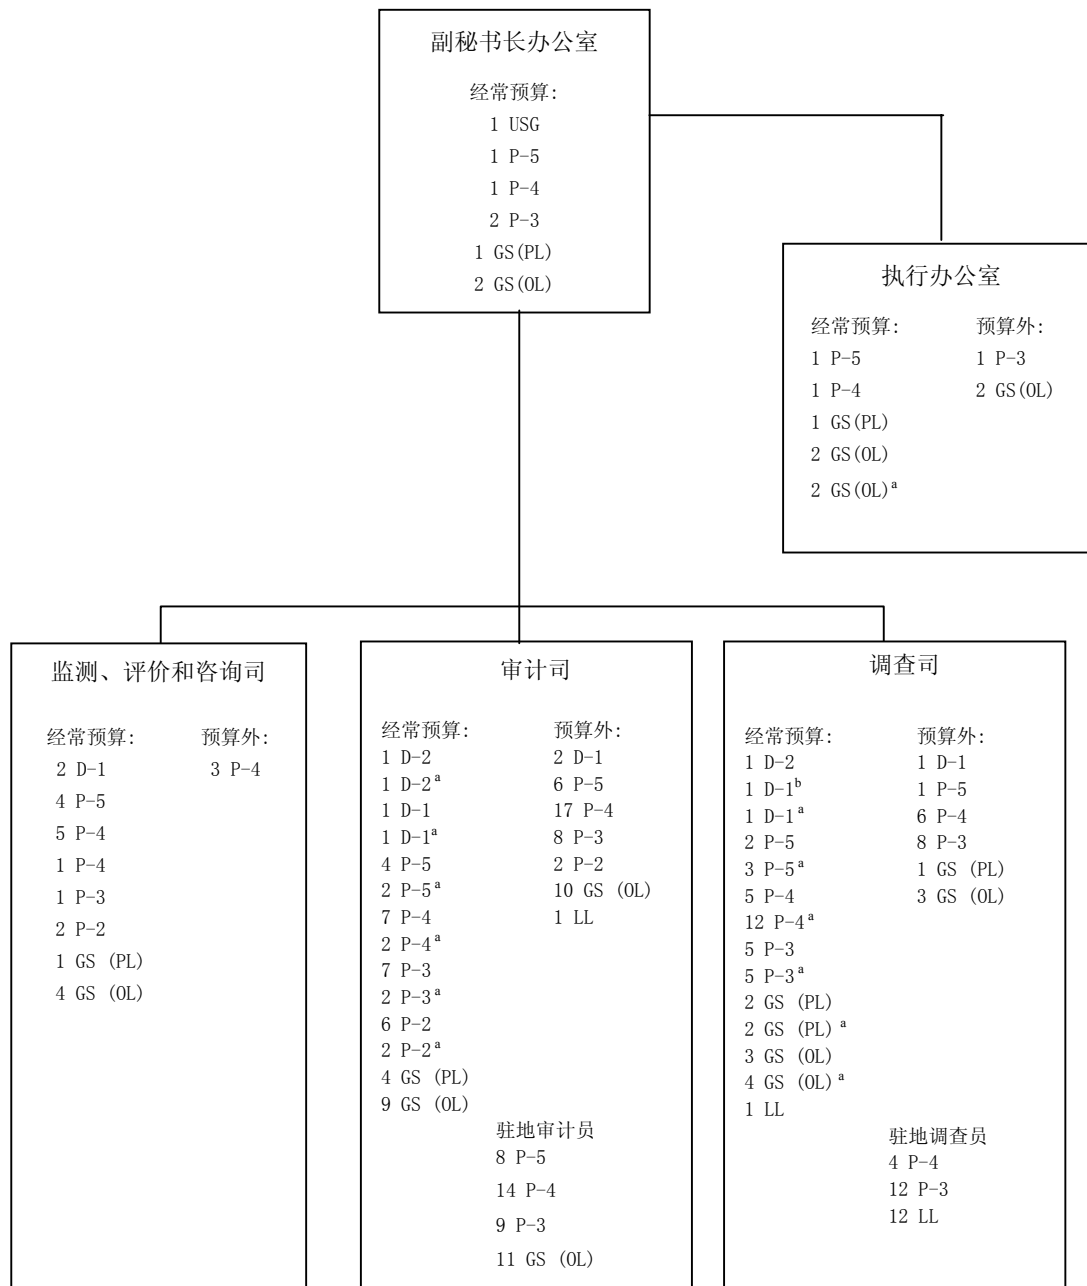 副秘书长办公室
经常预算:
1 USG
1 P-5
1 P-4
2 P-3
1 GS(PL)
2 GS(OL)
执行办公室
经常预算:
1 P-5
1 P-4
1 GS(PL)
2 GS(OL)
2 GS(OL)ᵃ
预算外:
1 P-3
2 GS(OL)
监测、评价和咨询司
经常预算:
2 D-1
4 P-5
5 P-4
1 P-4
1 P-3
2 P-2
1 GS (PL)
4 GS (OL)
预算外:
3 P-4
审计司
经常预算:
1 D-2
1 D-2ᵃ
1 D-1
1 D-1ᵃ
4 P-5
2 P-5ᵃ
7 P-4
2 P-4ᵃ
7 P-3
2 P-3ᵃ
6 P-2
2 P-2ᵃ
4 GS (PL)
9 GS (OL)
预算外:
2 D-1
6 P-5
17 P-4
8 P-3
2 P-2
10 GS (OL)
1 LL
驻地审计员
8 P-5
14 P-4
9 P-3
11 GS (OL)
调查司
经常预算:
1 D-2
1 D-1ᵇ
1 D-1ᵃ
2 P-5
3 P-5ᵃ
5 P-4
12 P-4ᵃ
5 P-3
5 P-3ᵃ
2 GS (PL)
2 GS (PL)ᵃ
3 GS (OL)
4 GS (OL)ᵃ
1 LL
预算外:
1 D-1
1 P-5
6 P-4
8 P-3
1 GS (PL)
3 GS (OL)
驻地调查员
4 P-4
12 P-3
12 LL